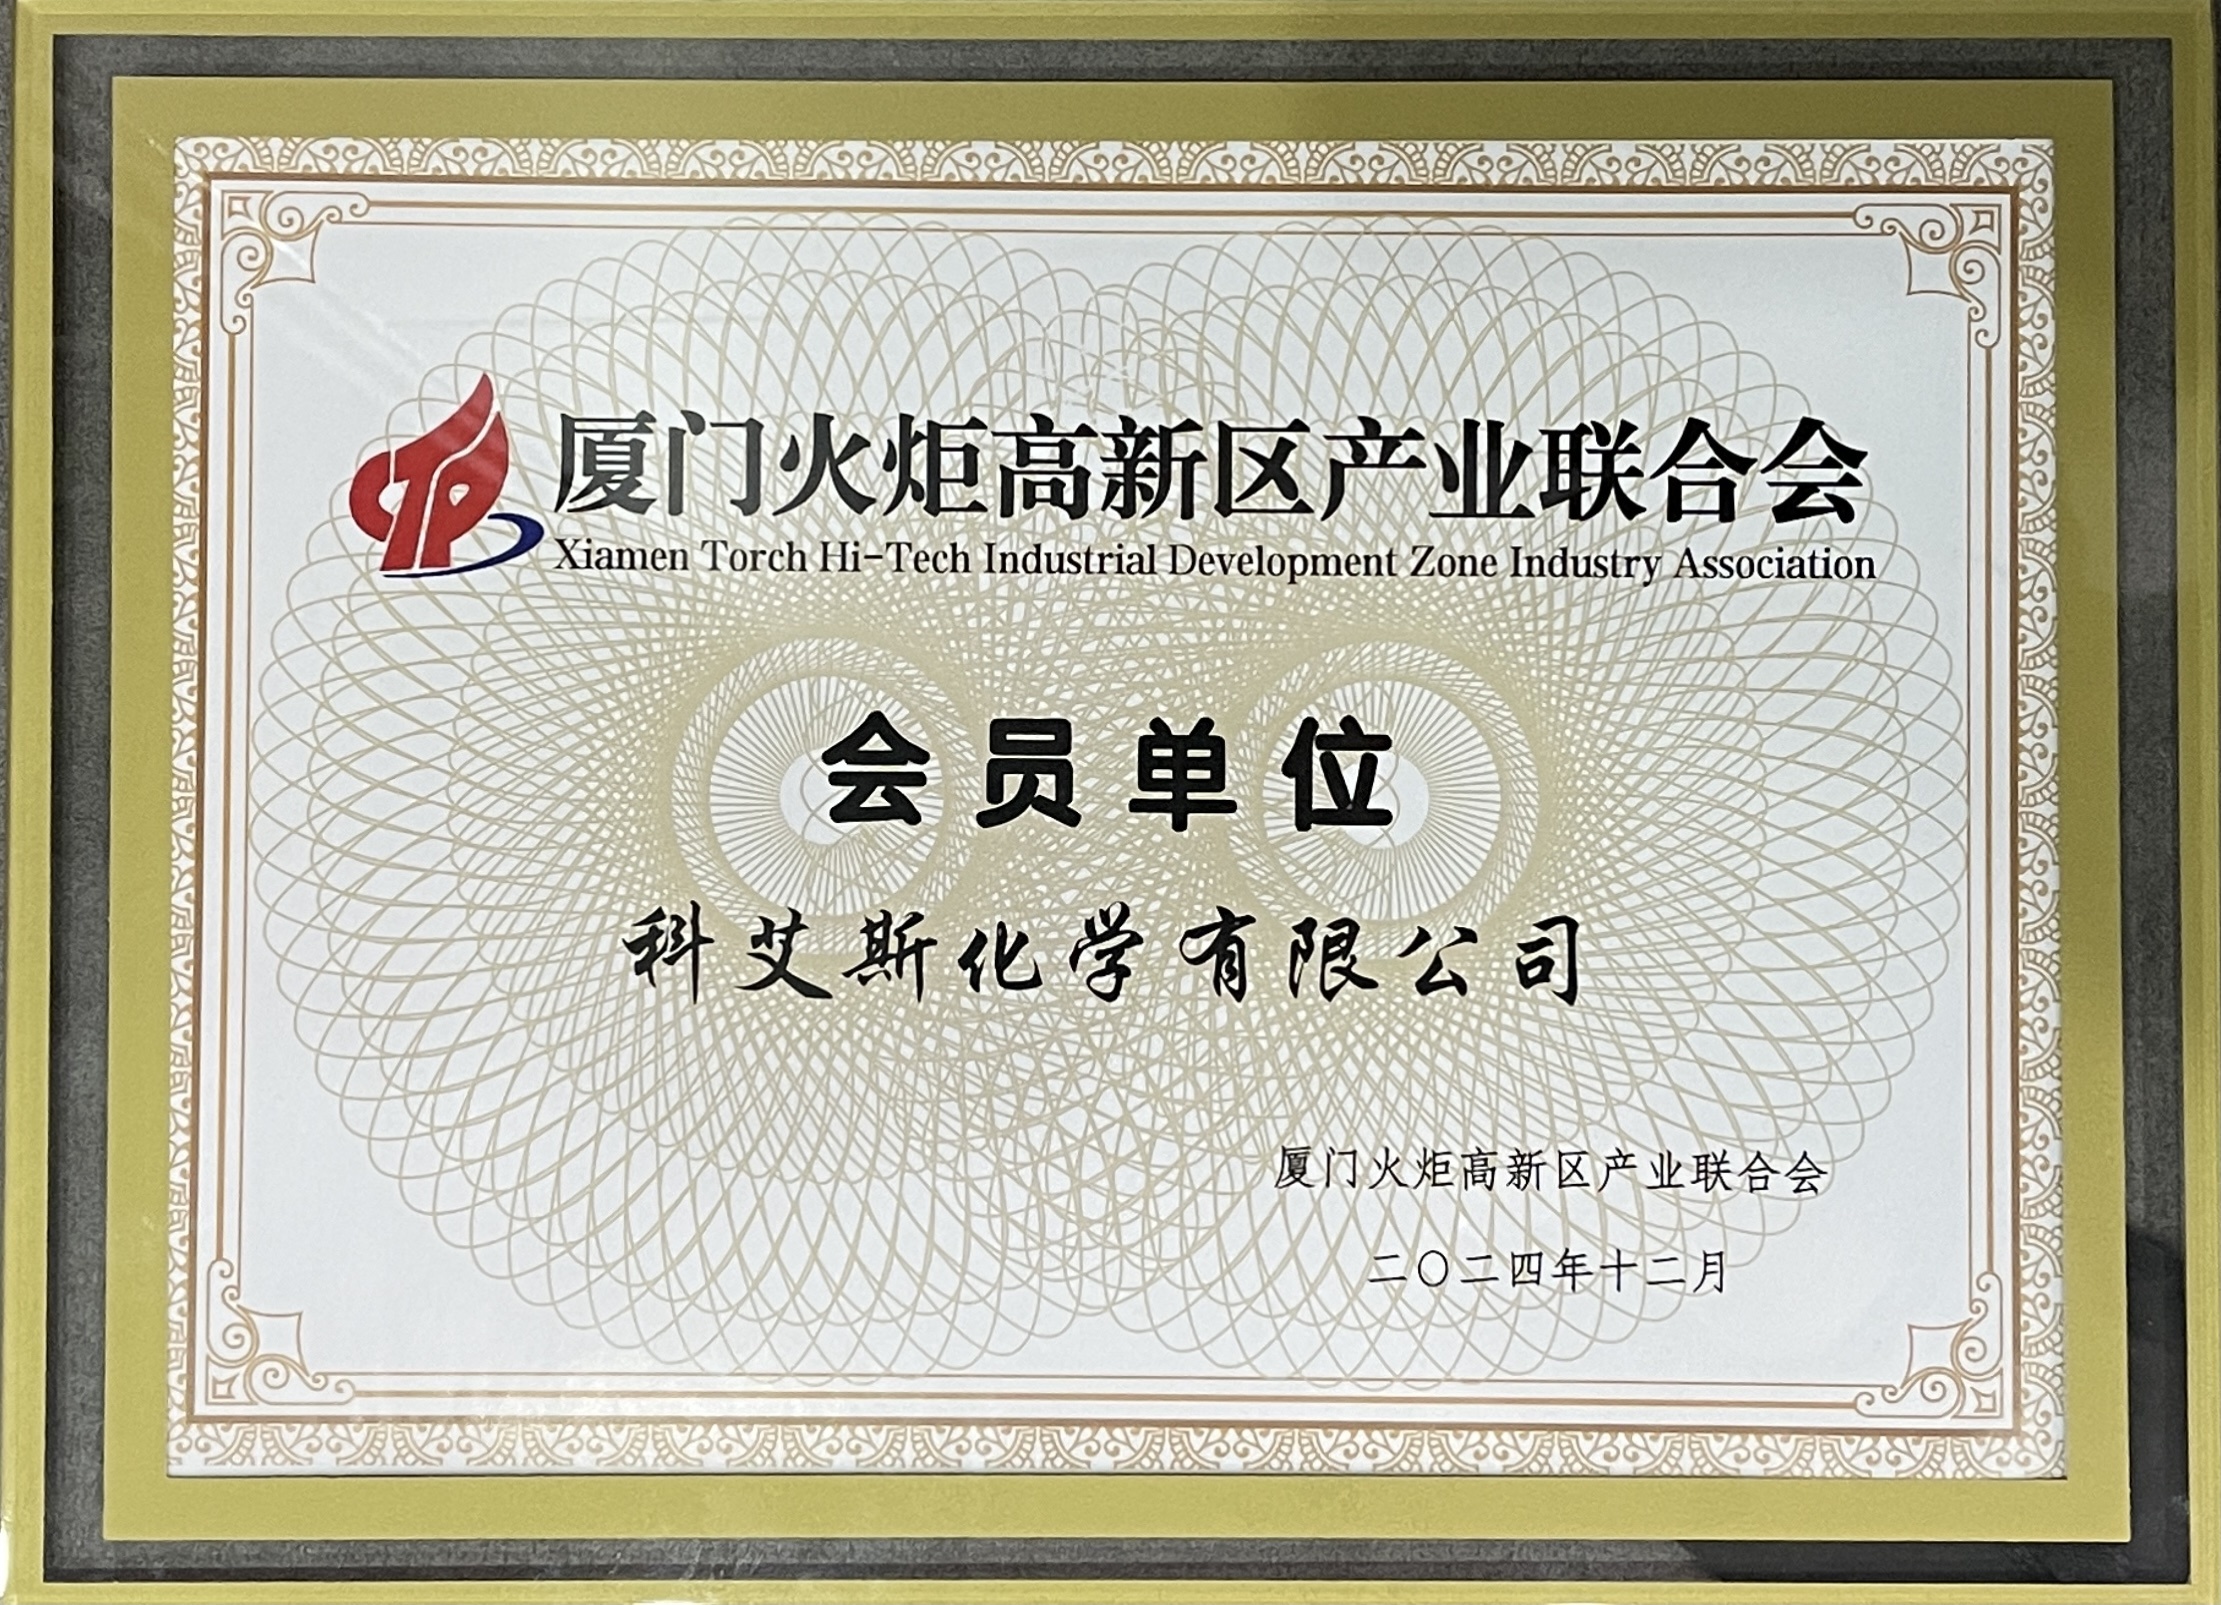 厦门火炬高新区产业联合会
Xiamen Torch Hi-Tech Industrial Development Zone Industry Association
会员单位
科艾斯化学有限公司
厦门火炬高新区产业联合会
二〇二四年十二月